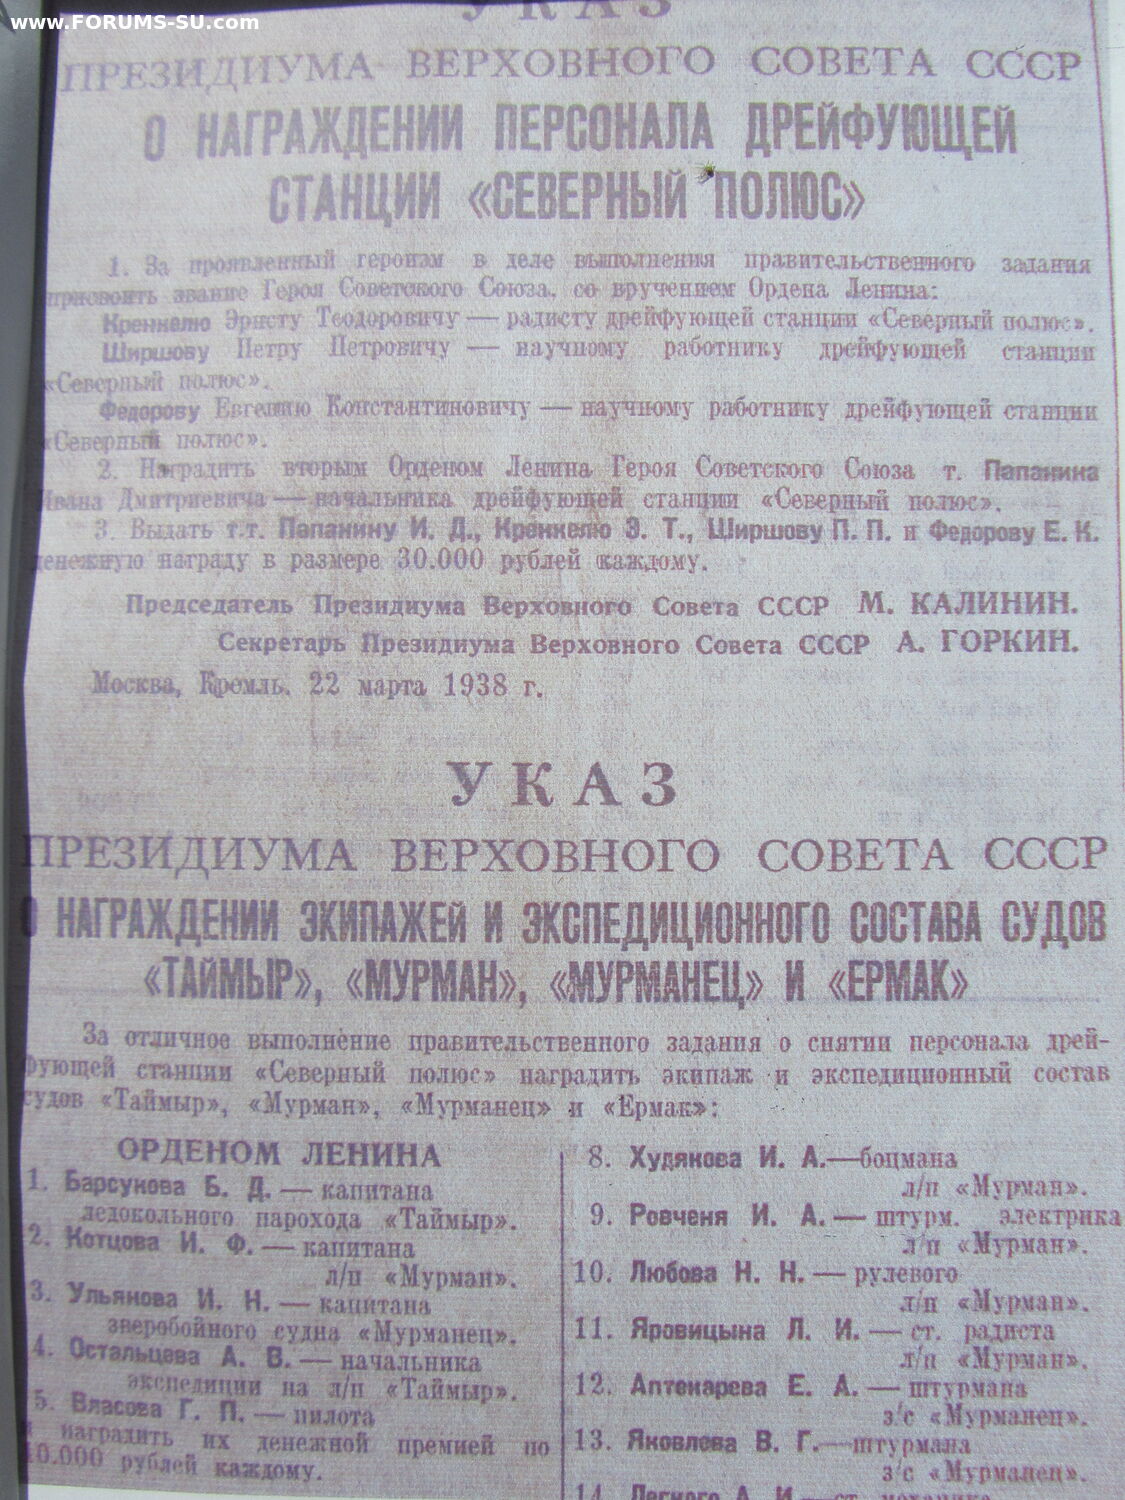 www.FORUMS-SU.com
УКАЗ
ПРЕЗИДИУМА ВЕРХОВНОГО СОВЕТА СССР
О НАГРАЖДЕНИИ ПЕРСОНАЛА ДРЕЙФУЮЩЕЙ
СТАНЦИИ «СЕВЕРНЫЙ ПОЛЮС»
1. За проявленный героизм в деле выполнения правительственного задания
присвоить звание Героя Советского Союза, со вручением Ордена Ленина:
Кренкелю Эрнсту Теодоровичу — радисту дрейфующей станции «Северный полюс».
Ширшову Петру Петровичу — научному работнику дрейфующей станции
«Северный полюс».
Федорову Евгению Константиновичу — научному работнику дрейфующей станции
«Северный полюс».
2. Наградить вторым Орденом Ленина Героя Советского Союза т. Папанина
Ивана Дмитриевича — начальника дрейфующей станции «Северный полюс».
3. Выдать т.т. Папанину И. Д., Кренкелю Э. Т., Ширшову П. П. и Федорову Е. К.
денежную награду в размере 30.000 рублей каждому.
Председатель Президиума Верховного Совета СССР М. КАЛИНИН.
Секретарь Президиума Верховного Совета СССР А. ГОРКИН.
Москва, Кремль. 22 марта 1938 г.
УКАЗ
ПРЕЗИДИУМА ВЕРХОВНОГО СОВЕТА СССР
О НАГРАЖДЕНИИ ЭКИПАЖЕЙ И ЭКСПЕДИЦИОННОГО СОСТАВА СУДОВ
«ТАЙМЫР», «МУРМАН», «МУРМАНЕЦ» И «ЕРМАК»
За отличное выполнение правительственного задания о снятии персонала дрей-
фующей станции «Северный полюс» наградить экипаж и экспедиционный состав
судов «Таймыр», «Мурман», «Мурманец» и «Ермак»:
ОРДЕНОМ ЛЕНИНА
1. Барсукова Б. Д. — капитана
ледокольного парохода «Таймыр».
2. Котцова И. Ф. — капитана
л/п «Мурман».
3. Ульянова И. Н. — капитана
зверобойного судна «Мурманец».
4. Остальцева А. В. — начальника
экспедиции на л/п «Таймыр».
5. Власова Г. П. — пилота
и наградить их денежной премией по
10.000 рублей каждому.
8. Худякова И. А.—боцмана
л/п «Мурман».
9. Ровченя И. А. — штурм. электрика
л/п «Мурман».
10. Любова Н. Н. — рулевого
л/п «Мурман».
11. Яровицына Л. И. — ст. радиста
л/п «Мурман».
12. Аптекарева Е. А. — штурмана
з/с «Мурманец».
13. Яковлева В. Г.—штурмана
з/с «Мурманец».
14. А. И.—ст. механика